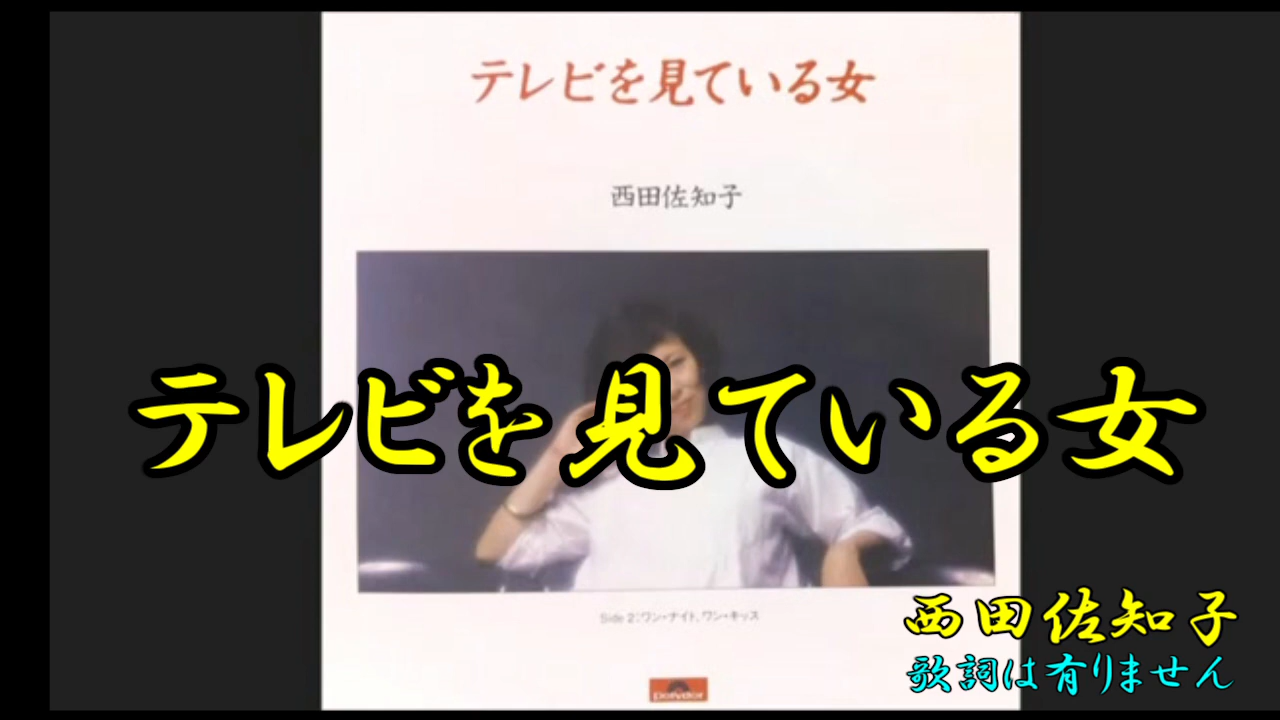 テレビを見ている女
西田佐知子
テレビを見ている女
Side 2:ワン・ナイト、ワン・キッス
西田佐知子
歌詞は有りません
polydor